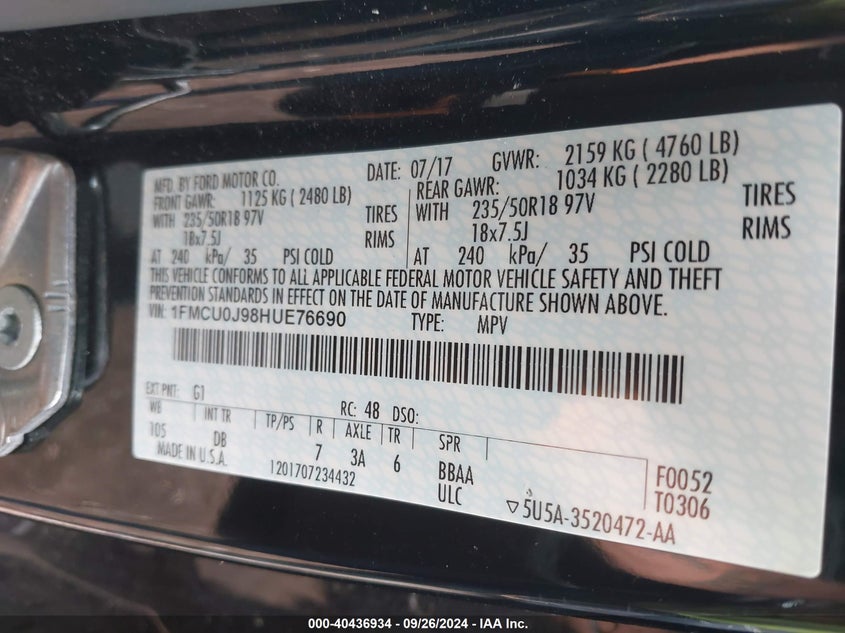 MFD. BY FORD MOTOR CO. DATE: 07/17 GVWR: 2159 KG ( 4760 LB)
FRONT GAWR: 1125 KG ( 2480 LB) REAR GAWR: 1034 KG ( 2280 LB)
WITH 235/50R18 97V TIRES WITH 235/50R18 97V TIRES
18x7.5J RIMS 18x7.5J RIMS
AT 240 kPa/ 35 PSI COLD AT 240 kPa/ 35 PSI COLD
THIS VEHICLE CONFORMS TO ALL APPLICABLE FEDERAL MOTOR VEHICLE SAFETY AND THEFT
PREVENTION STANDARDS IN EFFECT ON THE DATE OF MANUFACTURE SHOWN ABOVE.
VIN: 1FMCU0J98HUE76690 TYPE: MPV
EXT PNT: G1 RC: 48 DSO:
WB INT TR TP/PS R AXLE TR SPR
105 DB 7 3A 6 BBAA F0052
MADE IN U.S.A. 1201707234432 ULC T0306
5U5A-3520472-AA
000-40436934 - 09/26/2024 - IAA Inc.